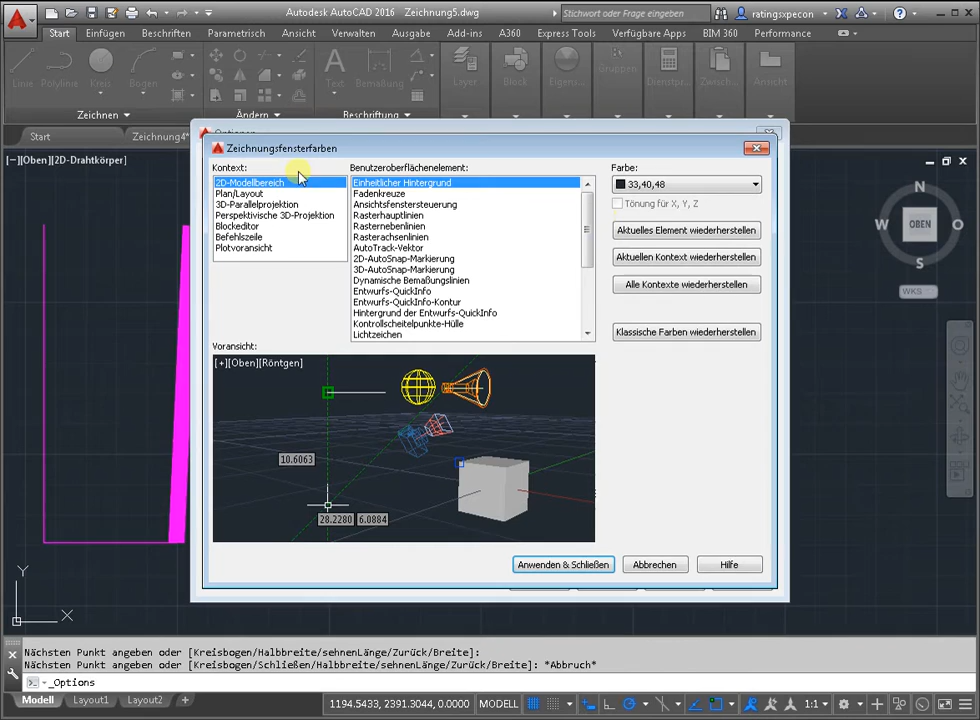 Autodesk AutoCAD 2016 Zeichnung5.dwg
Stichwort oder Frage eingeben
ratingsxpecon
Start Einfügen Beschriften Parametrisch Ansicht Verwalten Ausgabe Add-ins A360 Express Tools Verfügbare Apps BIM 360 Performance
Linie Polylinie Kreis Bogen
Text Bemaßung
Layer Block Eigens... Gruppen Dienstpr... Zwisch... Ansicht
Zeichnen Ändern Beschriftung
Start Zeichnung4*
Optionen
[−][Oben][2D-Drahtkörper]
Zeichnungsfensterfarben
Kontext:
2D-Modellbereich
Plan/Layout
3D-Parallelprojektion
Perspektivische 3D-Projektion
Blockeditor
Befehlszeile
Plotvoransicht
Benutzeroberflächenelement:
Einheitlicher Hintergrund
Fadenkreuze
Ansichtsfenstersteuerung
Rasterhauptlinien
Rasternebenlinien
Rasterachsenlinien
AutoTrack-Vektor
2D-AutoSnap-Markierung
3D-AutoSnap-Markierung
Dynamische Bemaßungslinien
Entwurfs-QuickInfo
Entwurfs-QuickInfo-Kontur
Hintergrund der Entwurfs-QuickInfo
Kontrollscheitelpunkte-Hülle
Lichtzeichen
Farbe:
33,40,48
Tönung für X, Y, Z
Aktuelles Element wiederherstellen
Aktuellen Kontext wiederherstellen
Alle Kontexte wiederherstellen
Klassische Farben wiederherstellen
Voransicht:
[+][Oben][Röntgen]
10.6063
28.2280 6.0884
Anwenden & Schließen Abbrechen Hilfe
N
W OBEN O
S
WKS
Y
X
Nächsten Punkt angeben oder [Kreisbogen/Halbbreite/sehnenLänge/Zurück/Breite]:
Nächsten Punkt angeben oder [Kreisbogen/Schließen/Halbbreite/sehnenLänge/Zurück/Breite]: *Abbruch*
_Options
Modell Layout1 Layout2 +
1194.5433, 2391.3044, 0.0000 MODELL 1:1